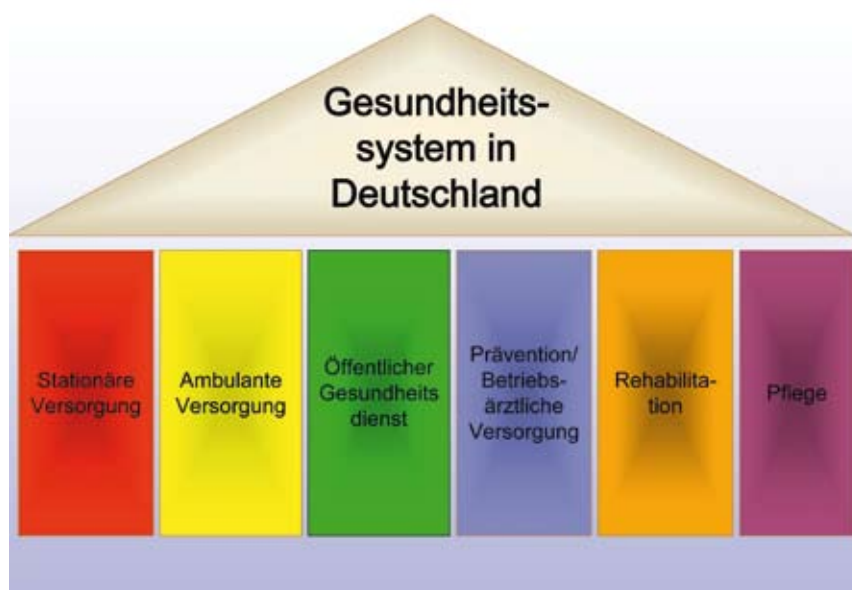 Gesundheits-
system in
Deutschland
Stationäre
Versorgung
Ambulante
Versorgung
Öffentlicher
Gesundheits
dienst
Prävention/
Betriebs-
ärztliche
Versorgung
Rehabilita-
tion
Pflege